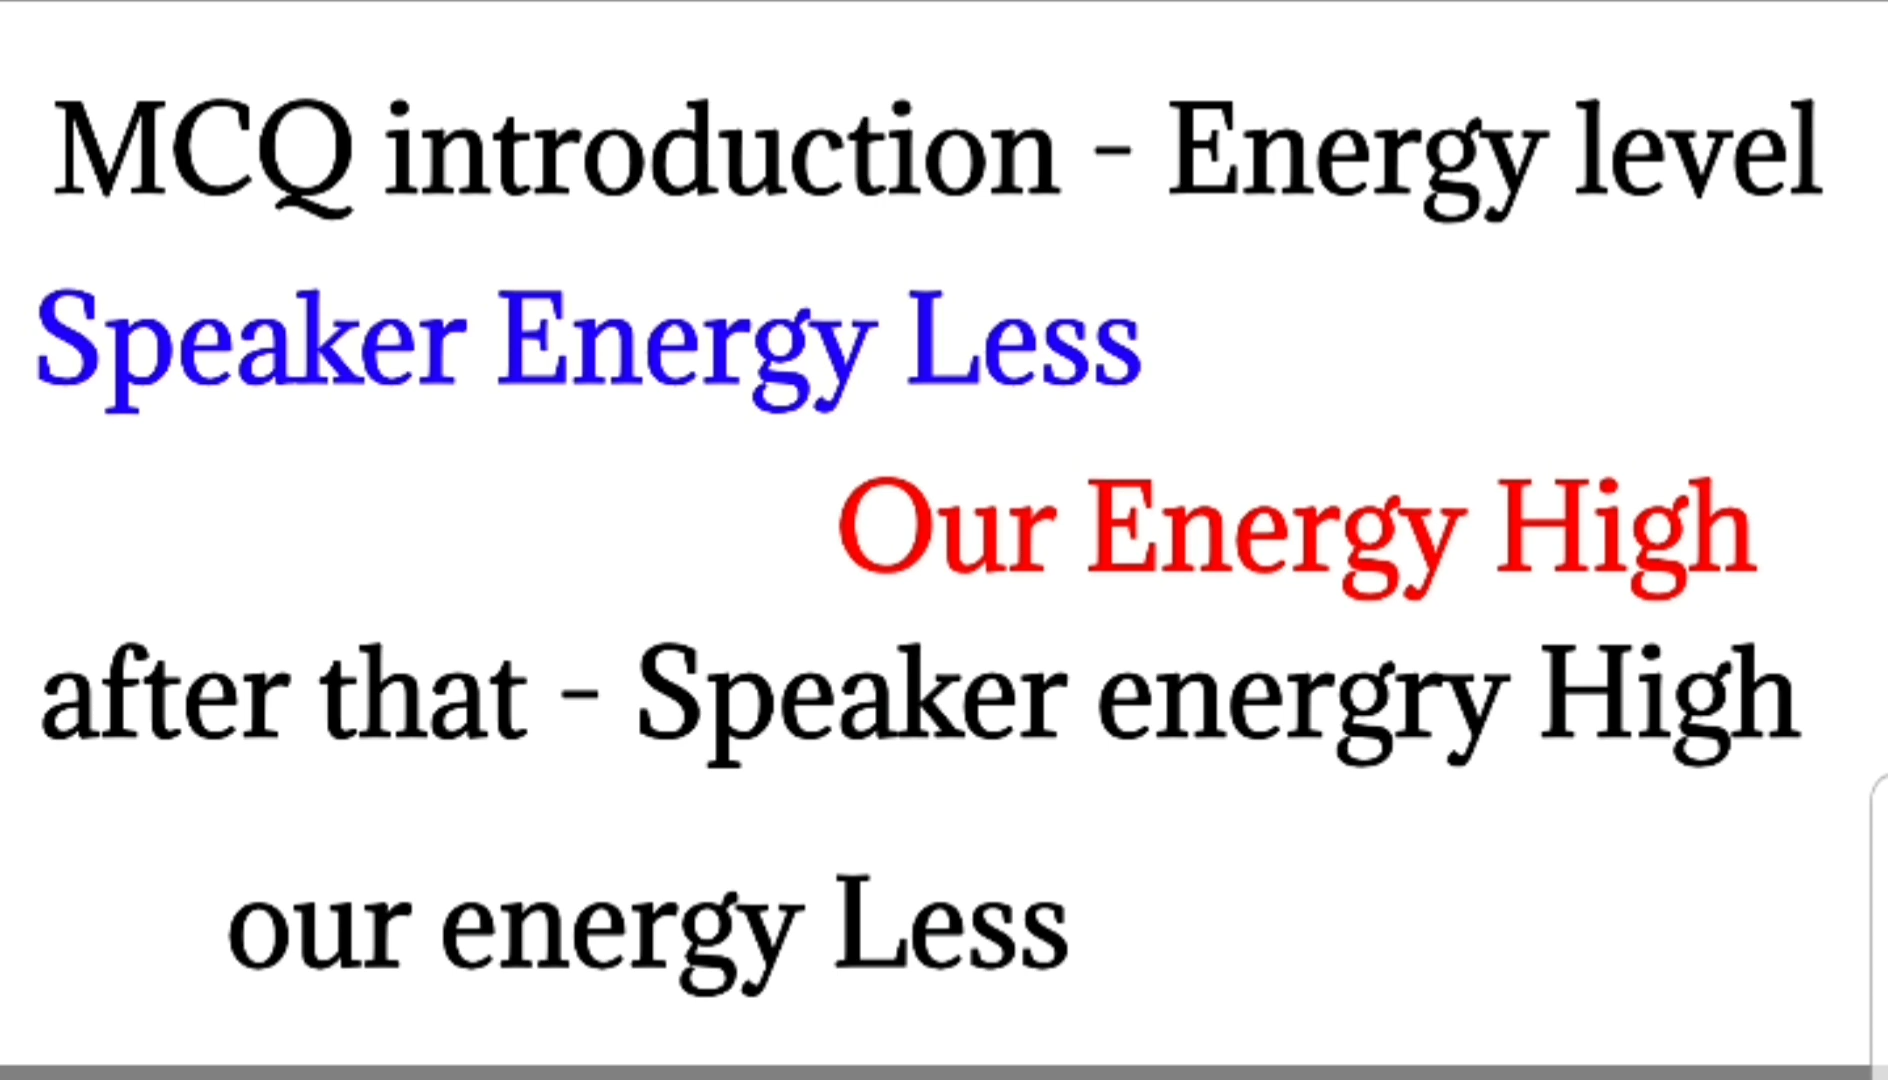 MCQ introduction - Energy level
Speaker Energy Less
Our Energy High
after that - Speaker energry High
our energy Less